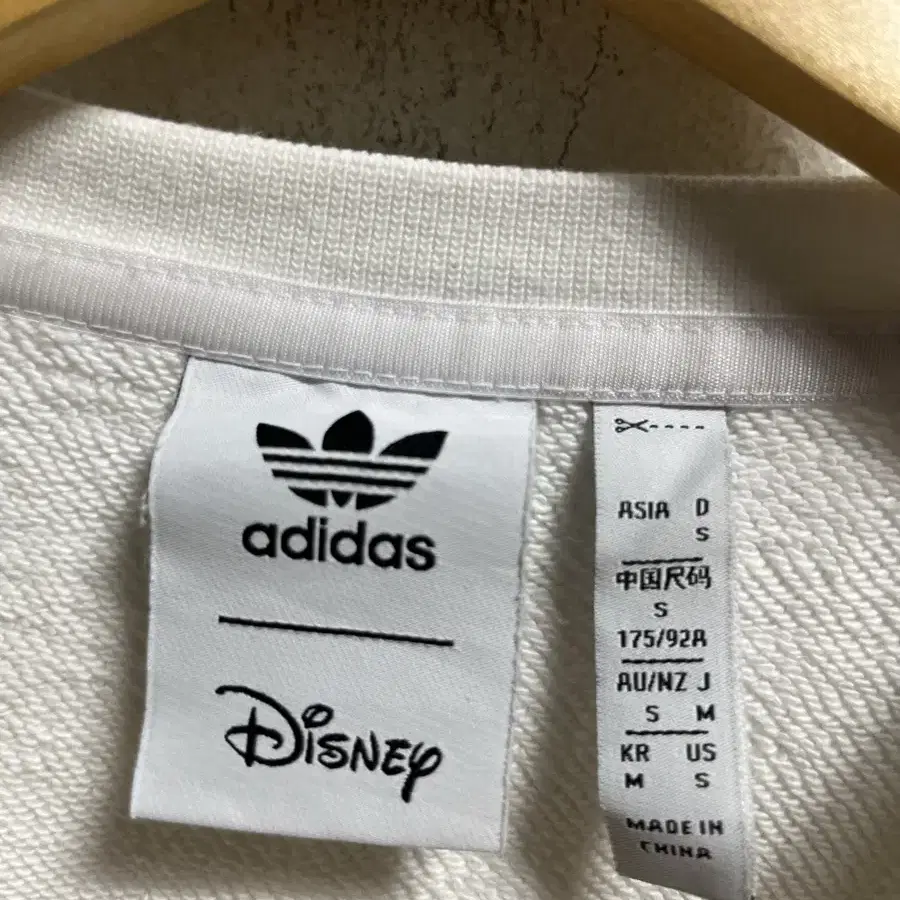 adidas
Disney
ASIA D
S
中国尺码
S
175/92A
AU/NZ J
S M
KR US
M S
MADE IN
CHINA